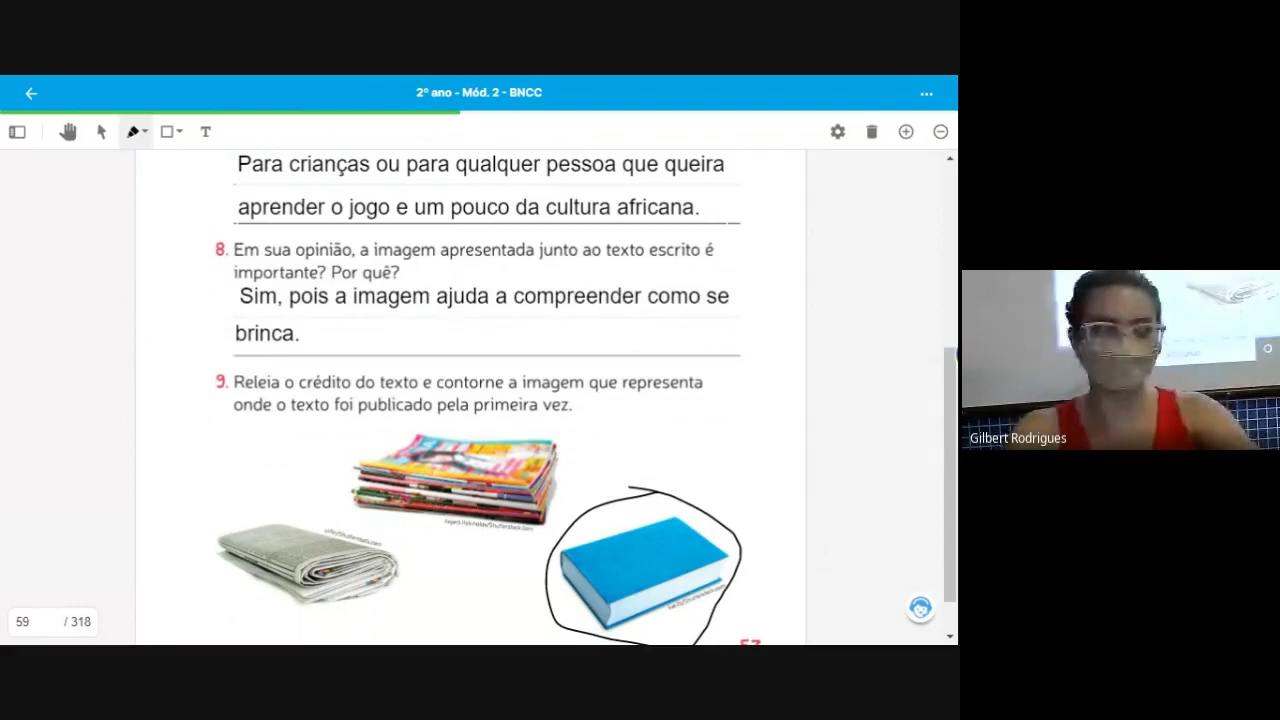 2º ano - Mód. 2 - BNCC
T
Para crianças ou para qualquer pessoa que queira
aprender o jogo e um pouco da cultura africana.
8. Em sua opinião, a imagem apresentada junto ao texto escrito é
importante? Por quê?
Sim, pois a imagem ajuda a compreender como se
brinca.
9. Releia o crédito do texto e contorne a imagem que representa
onde o texto foi publicado pela primeira vez.
59 / 318
Gilbert Rodrigues